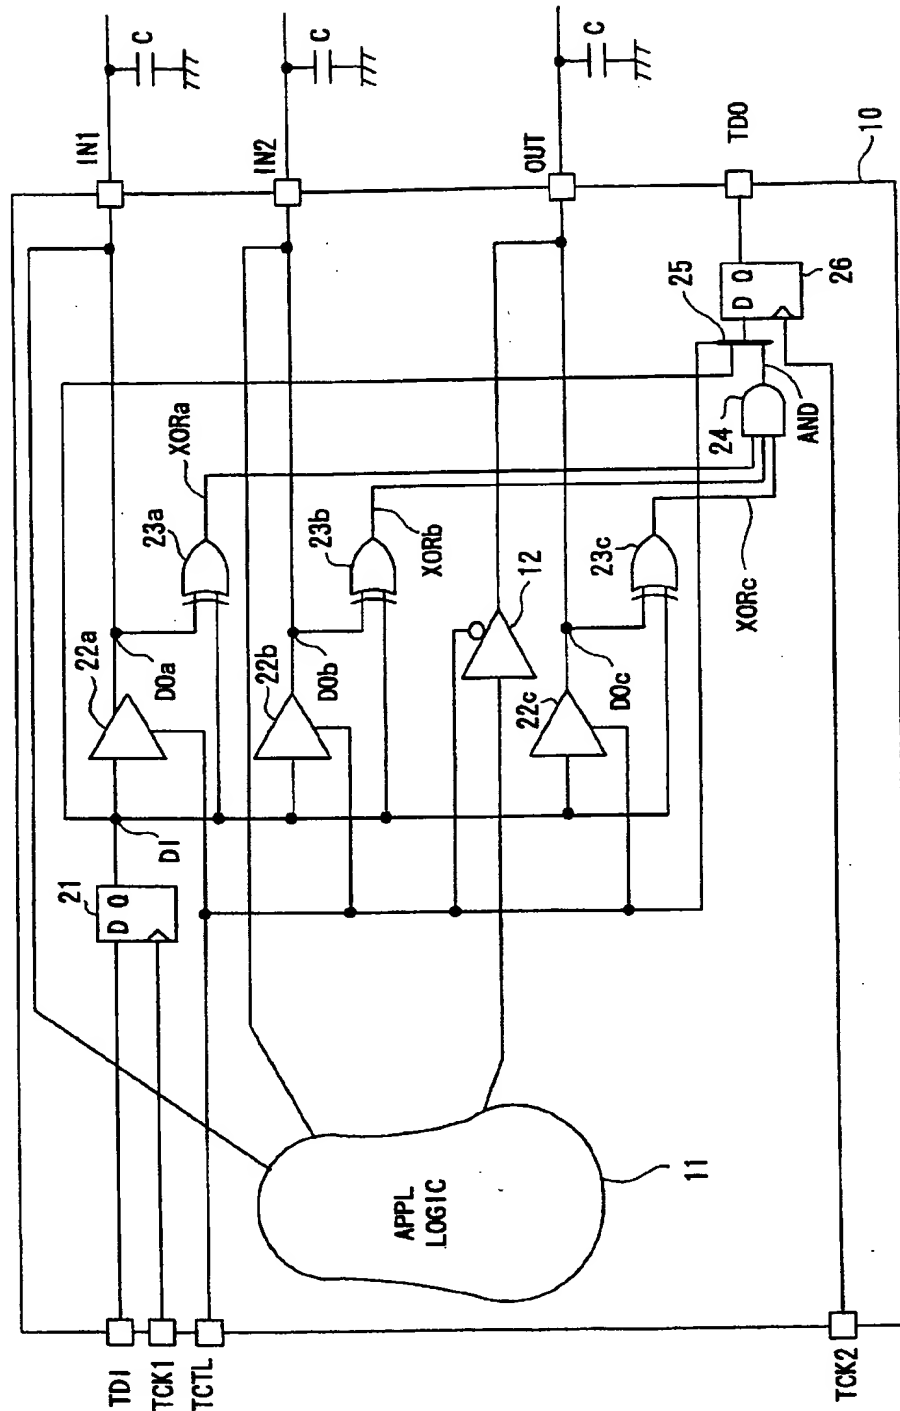 IN1
C
IN2
C
OUT
C
TDO
10
XORa
25
D Q
26
23a
22a
DOa
23b
22b
DOb
XORb
24
AND
12
23c
22c
DOc
XORc
DI
21
D Q
APPL
LOGIC
11
TDI
TCK1
TCTL
TCK2